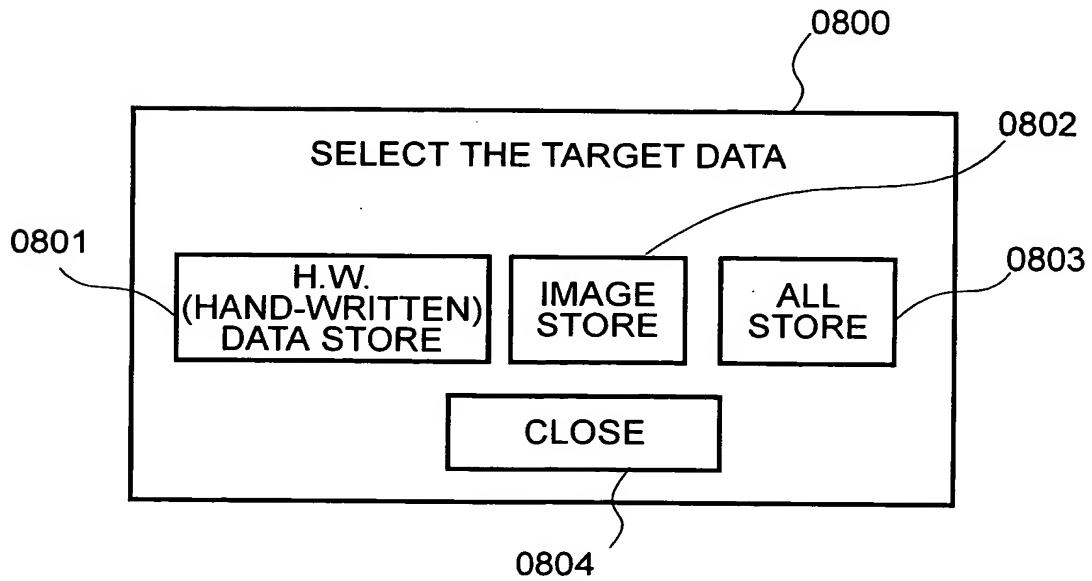 0800
0802
SELECT THE TARGET DATA
0801
0803
H.W.
(HAND-WRITTEN)
DATA STORE
IMAGE
STORE
ALL
STORE
CLOSE
0804